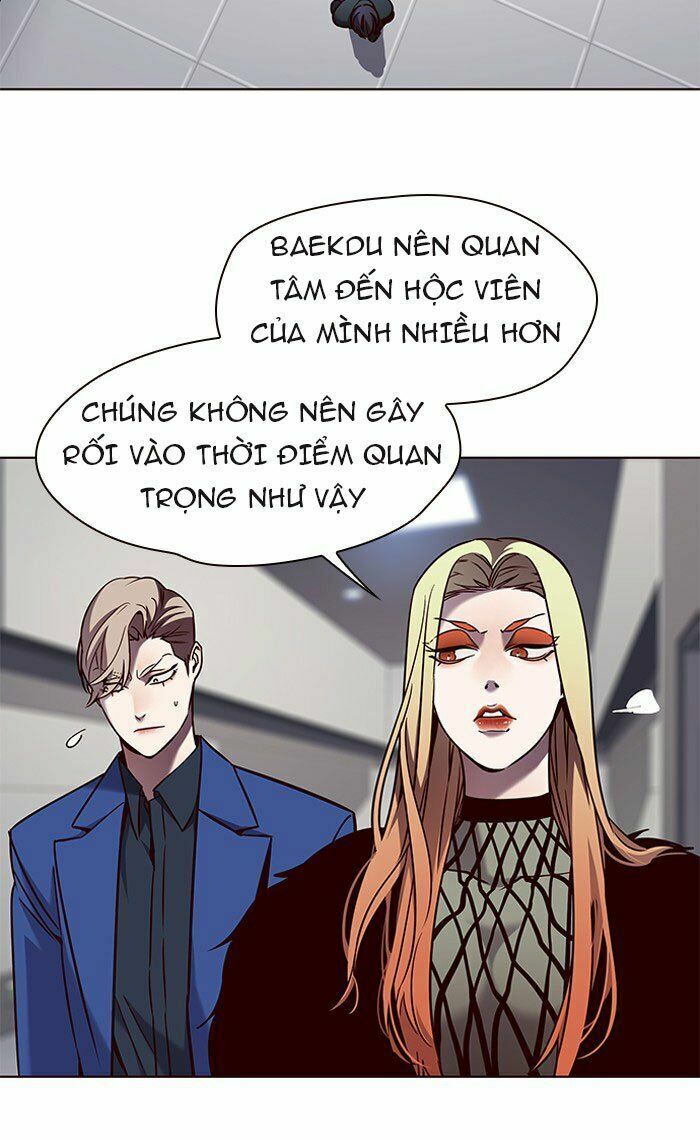 BAEKDU NÊN QUAN
TÂM ĐẾN HỘC VIÊN
CỦA MÌNH NHIỀU HƠN
CHÚNG KHÔNG NÊN GÂY
RỐI VÀO THỜI ĐIỂM QUAN
TRỌNG NHƯ VẬY